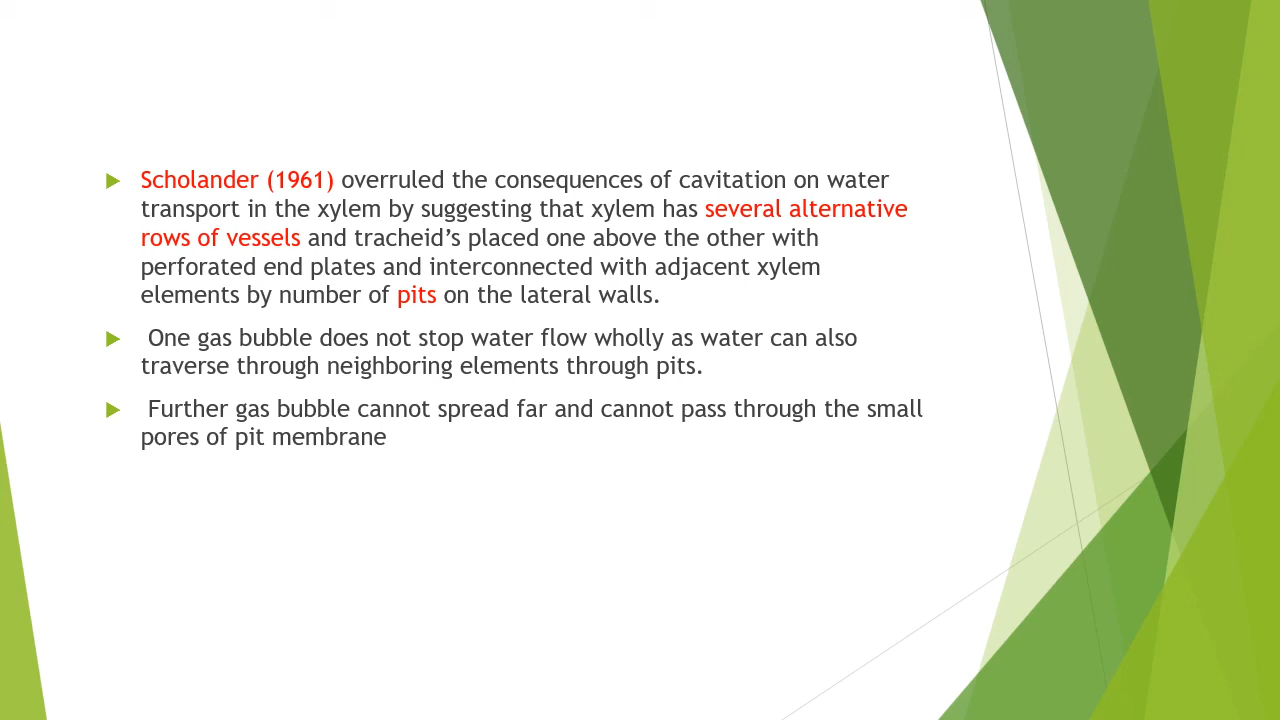 Scholander (1961) overruled the consequences of cavitation on water
transport in the xylem by suggesting that xylem has several alternative
rows of vessels and tracheid’s placed one above the other with
perforated end plates and interconnected with adjacent xylem
elements by number of pits on the lateral walls.
One gas bubble does not stop water flow wholly as water can also
traverse through neighboring elements through pits.
Further gas bubble cannot spread far and cannot pass through the small
pores of pit membrane